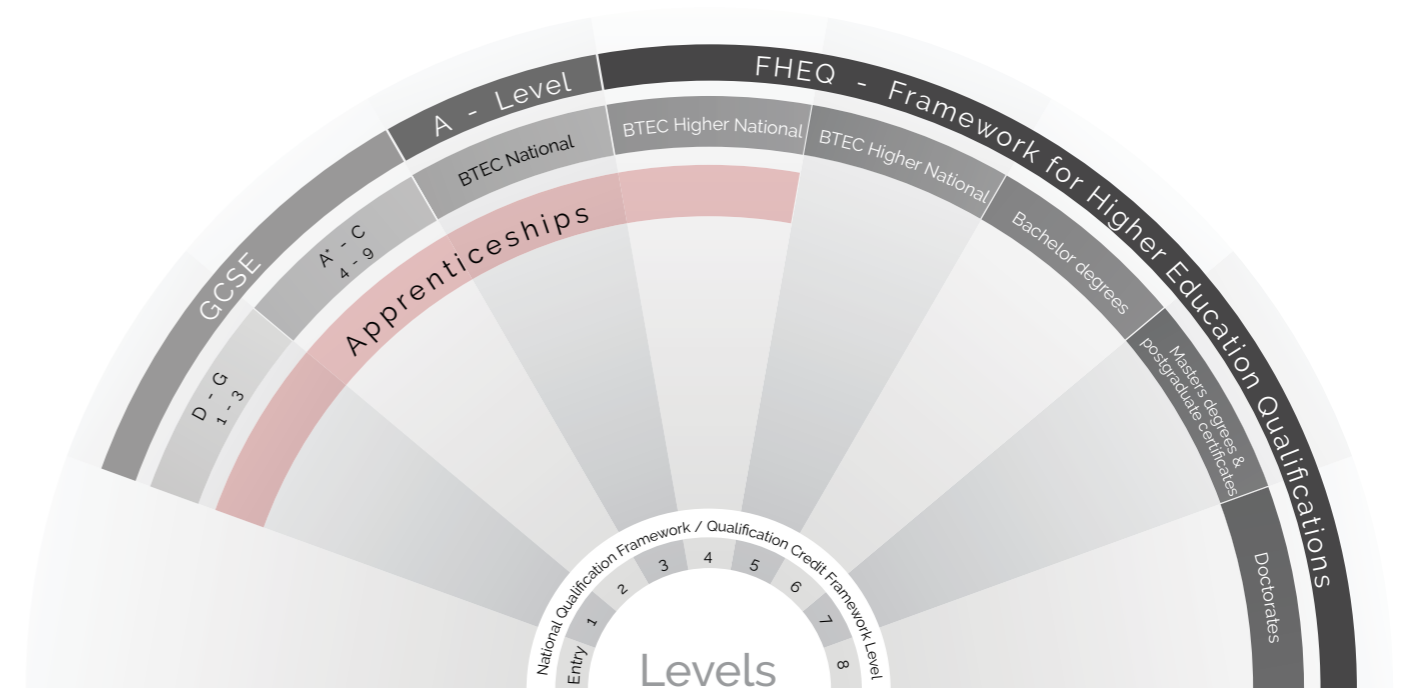 GCSE
A - Level
FHEQ - Framework for Higher Education Qualifications
D - G
1 - 3
A* - C
4 - 9
BTEC National
BTEC Higher National
BTEC Higher National
Bachelor degrees
Masters degrees &
postgraduate certificates
Doctorates
Apprenticeships
National Qualification Framework / Qualification Credit Framework Level
Entry
1
2
3
4
5
6
7
8
Levels